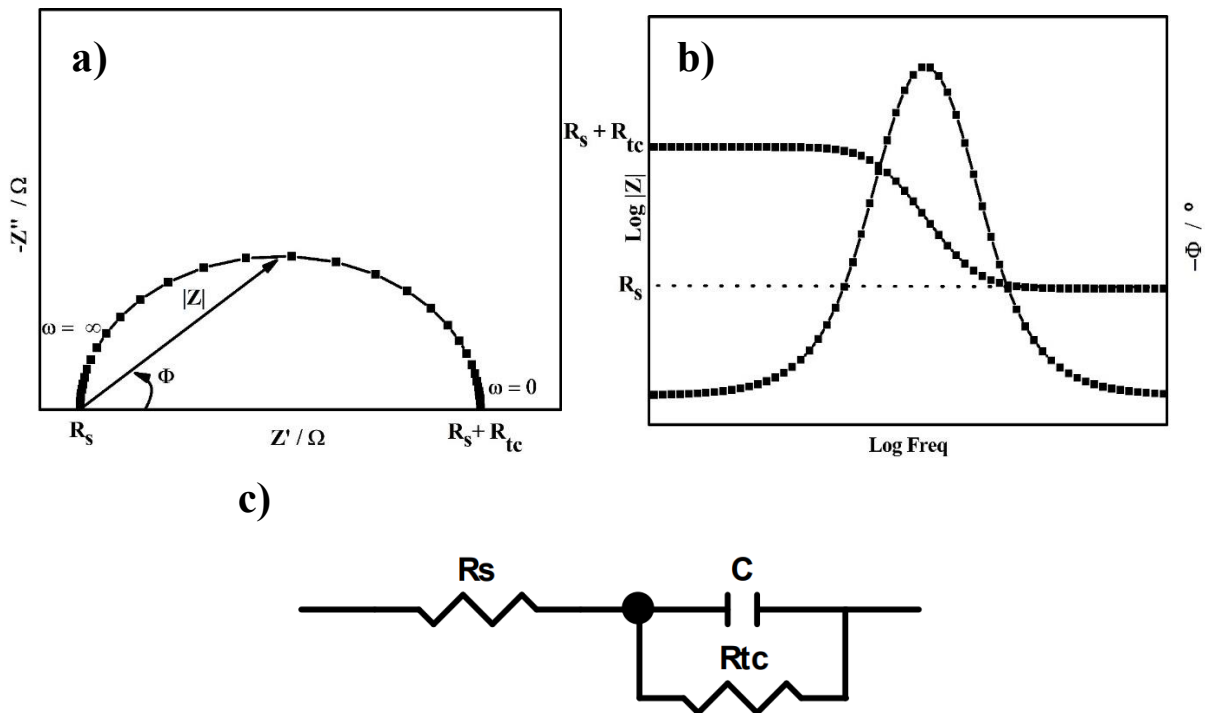 a)
-Z" / Ω
|Z|
ω = ∞
Φ
ω = 0
Rs
Z' / Ω
Rs + Rtc
b)
Rs + Rtc
Log |Z|
Rs
-Φ / °
Log Freq
c)
Rs
C
Rtc